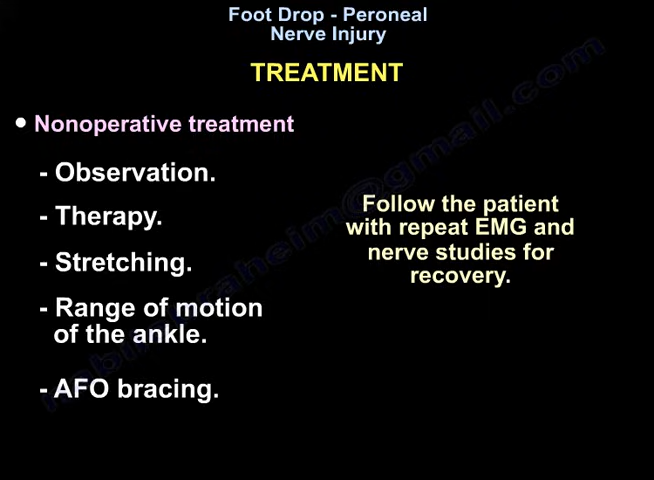 Foot Drop - Peroneal
Nerve Injury
TREATMENT
• Nonoperative treatment
- Observation.
- Therapy.
- Stretching.
- Range of motion
of the ankle.
- AFO bracing.
Follow the patient
with repeat EMG and
nerve studies for
recovery.